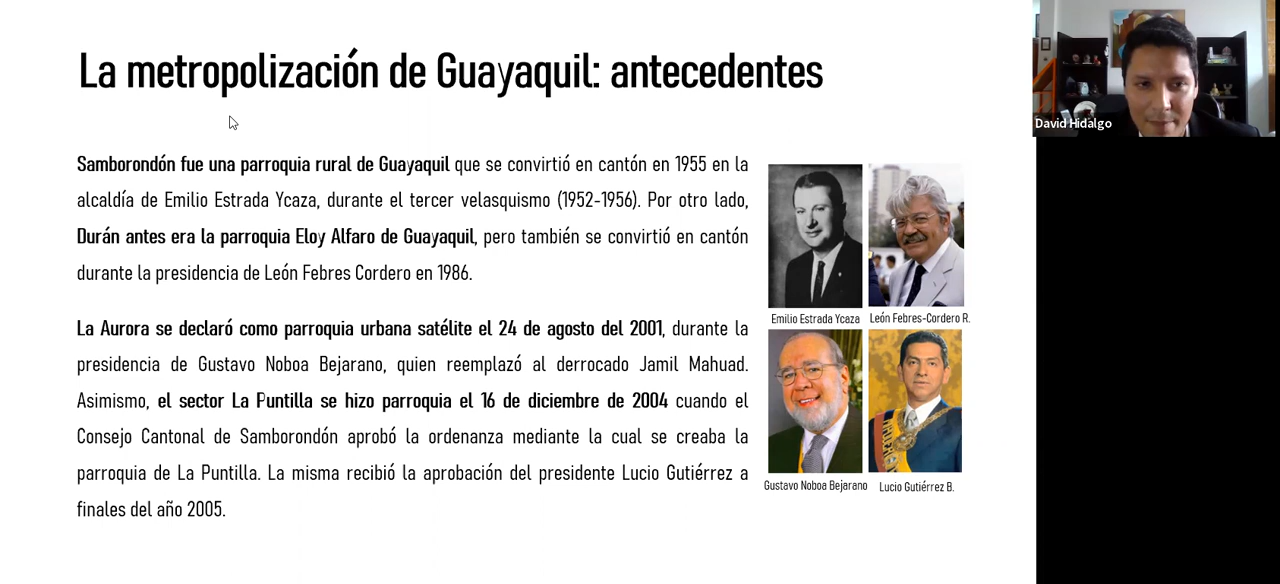 La metropolización de Guayaquil: antecedentes
David Hidalgo
Samborondón fue una parroquia rural de Guayaquil que se convirtió en cantón en 1955 en la
alcaldía de Emilio Estrada Ycaza, durante el tercer velasquismo (1952-1956). Por otro lado,
Durán antes era la parroquia Eloy Alfaro de Guayaquil, pero también se convirtió en cantón
durante la presidencia de León Febres Cordero en 1986.
La Aurora se declaró como parroquia urbana satélite el 24 de agosto del 2001, durante la
presidencia de Gustavo Noboa Bejarano, quien reemplazó al derrocado Jamil Mahuad.
Asimismo, el sector La Puntilla se hizo parroquia el 16 de diciembre de 2004 cuando el
Consejo Cantonal de Samborondón aprobó la ordenanza mediante la cual se creaba la
parroquia de La Puntilla. La misma recibió la aprobación del presidente Lucio Gutiérrez a
finales del año 2005.
Emilio Estrada Ycaza
León Febres-Cordero R.
Gustavo Noboa Bejarano
Lucio Gutiérrez B.